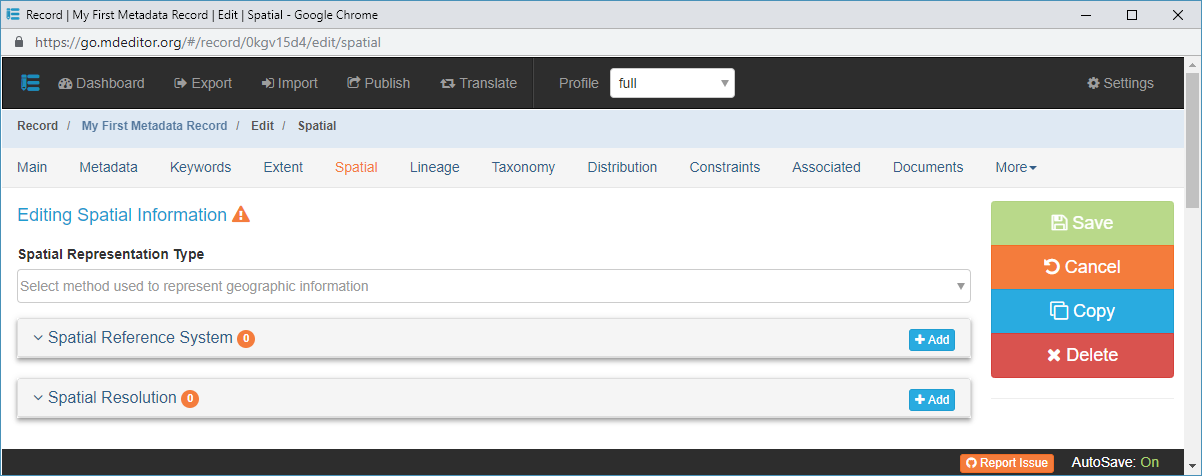 Record | My First Metadata Record | Edit | Spatial - Google Chrome
https://go.mdeditor.org/#/record/0kgv15d4/edit/spatial
Dashboard Export Import Publish Translate Profile full Settings
Record / My First Metadata Record / Edit / Spatial
Main Metadata Keywords Extent Spatial Lineage Taxonomy Distribution Constraints Associated Documents More
Editing Spatial Information
Save
Spatial Representation Type
Cancel
Select method used to represent geographic information
Copy
Spatial Reference System 0 Add
Delete
Spatial Resolution 0 Add
Report Issue AutoSave: On